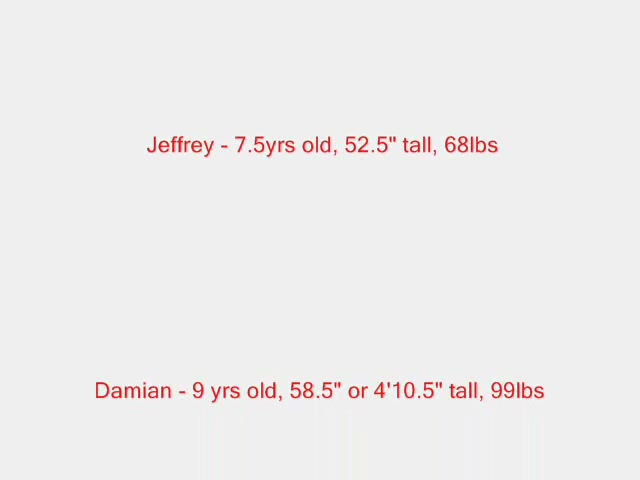 Jeffrey - 7.5yrs old, 52.5" tall, 68lbs
Damian - 9 yrs old, 58.5" or 4'10.5" tall, 99lbs